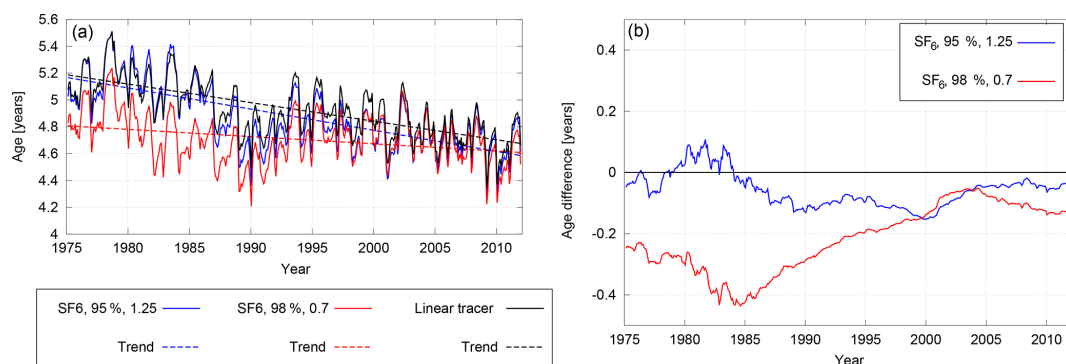 (a)
Age [years]
5.6
5.4
5.2
5
4.8
4.6
4.4
4.2
4
1975 1980 1985 1990 1995 2000 2005 2010
Year
SF6, 95 %, 1.25
SF6, 98 %, 0.7
Linear tracer
Trend
Trend
Trend
(b)
Age difference [years]
0.4
0.2
0
-0.2
-0.4
SF₆, 95 %, 1.25
SF₆, 98 %, 0.7
1975 1980 1985 1990 1995 2000 2005 2010
Year